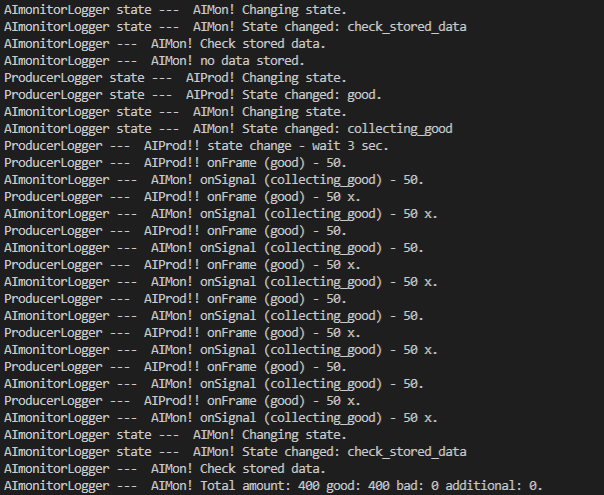 AImonitorLogger state ---  AIMon! Changing state.
AImonitorLogger state ---  AIMon! State changed: check_stored_data
AImonitorLogger ---  AIMon! Check stored data.
AImonitorLogger ---  AIMon! no data stored.
ProducerLogger state ---  AIProd! Changing state.
ProducerLogger state ---  AIProd! State changed: good.
AImonitorLogger state ---  AIMon! Changing state.
AImonitorLogger state ---  AIMon! State changed: collecting_good
ProducerLogger ---  AIProd!! state change - wait 3 sec.
ProducerLogger ---  AIProd!! onFrame (good) - 50.
AImonitorLogger ---  AIMon! onSignal (collecting_good) - 50.
ProducerLogger ---  AIProd!! onFrame (good) - 50 x.
AImonitorLogger ---  AIMon! onSignal (collecting_good) - 50 x.
ProducerLogger ---  AIProd!! onFrame (good) - 50.
AImonitorLogger ---  AIMon! onSignal (collecting_good) - 50.
ProducerLogger ---  AIProd!! onFrame (good) - 50 x.
AImonitorLogger ---  AIMon! onSignal (collecting_good) - 50 x.
ProducerLogger ---  AIProd!! onFrame (good) - 50.
AImonitorLogger ---  AIMon! onSignal (collecting_good) - 50.
ProducerLogger ---  AIProd!! onFrame (good) - 50 x.
AImonitorLogger ---  AIMon! onSignal (collecting_good) - 50 x.
ProducerLogger ---  AIProd!! onFrame (good) - 50.
AImonitorLogger ---  AIMon! onSignal (collecting_good) - 50.
ProducerLogger ---  AIProd!! onFrame (good) - 50 x.
AImonitorLogger ---  AIMon! onSignal (collecting_good) - 50 x.
AImonitorLogger state ---  AIMon! Changing state.
AImonitorLogger state ---  AIMon! State changed: check_stored_data
AImonitorLogger ---  AIMon! Check stored data.
AImonitorLogger ---  AIMon! Total amount: 400 good: 400 bad: 0 additional: 0.